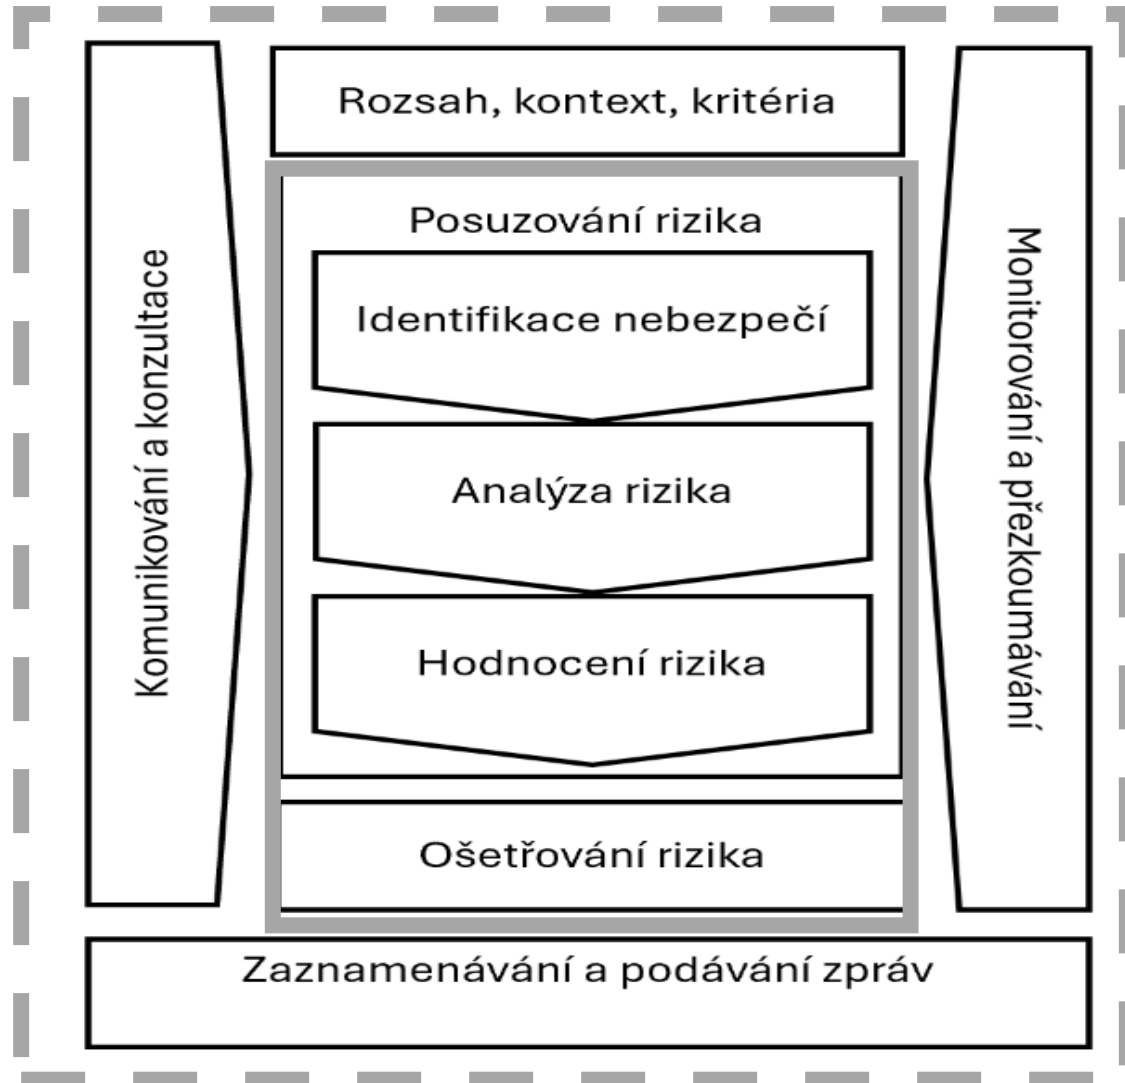 Rozsah, kontext, kritéria
Komunikování a konzultace
Posuzování rizika
Identifikace nebezpečí
Analýza rizika
Hodnocení rizika
Ošetřování rizika
Monitorování a přezkoumávání
Zaznamenávání a podávání zpráv